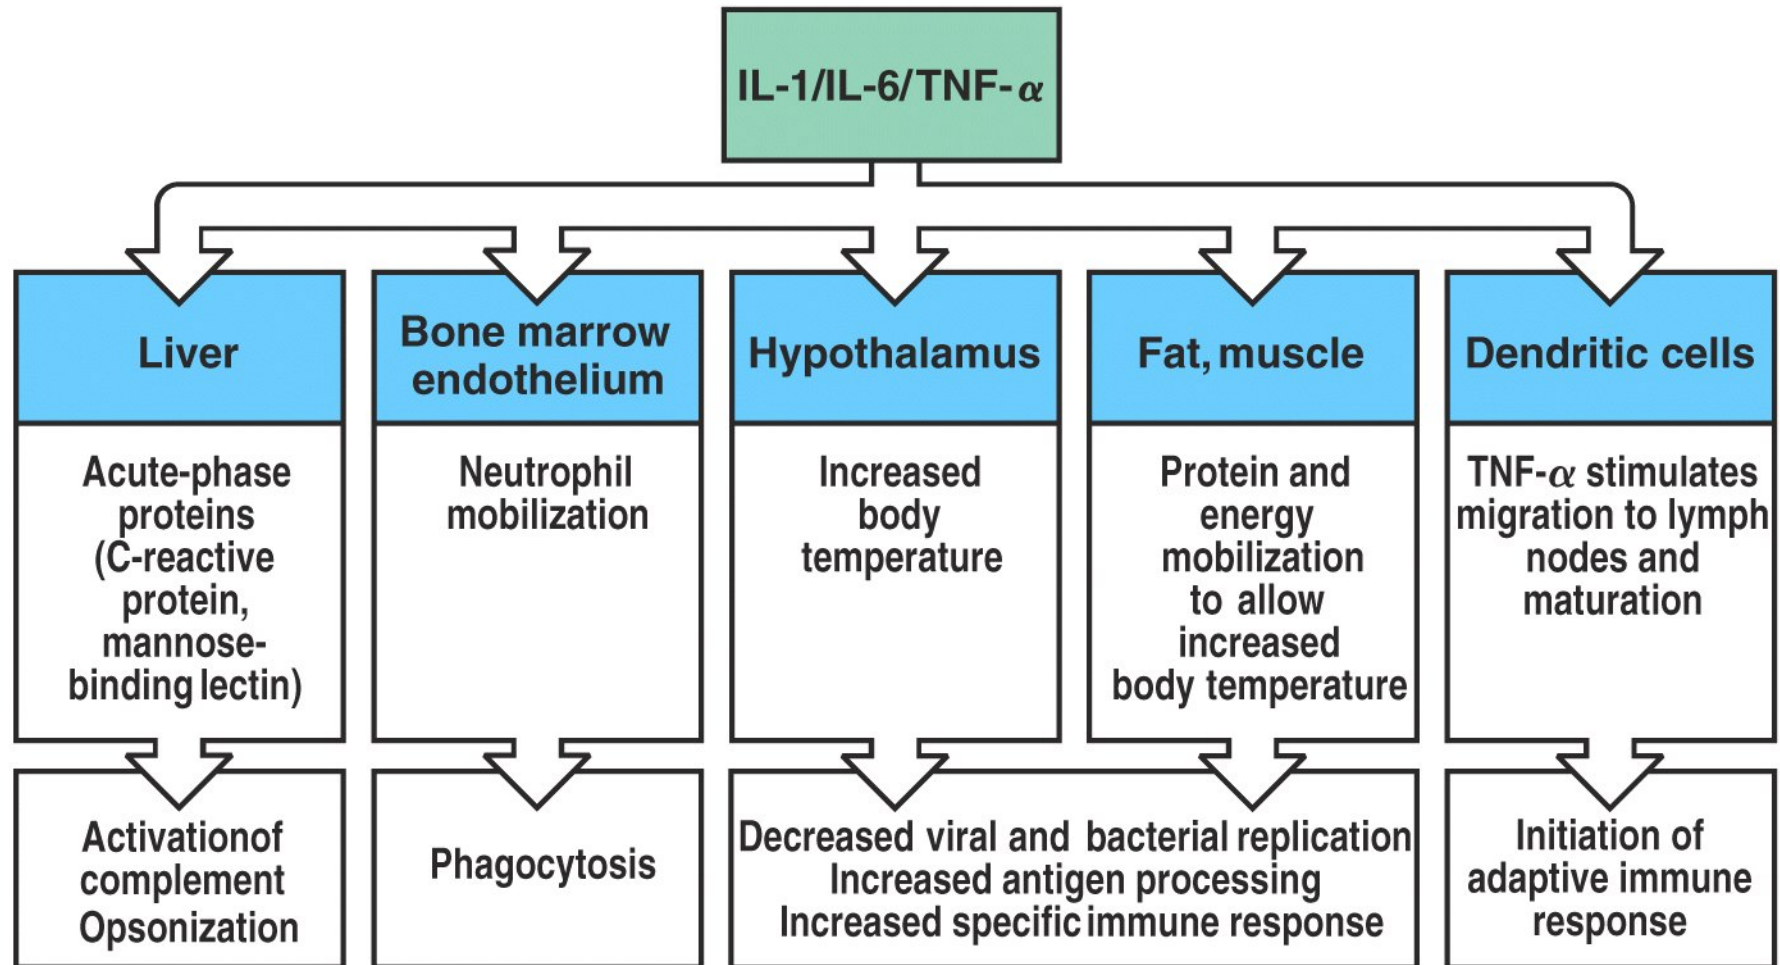 IL-1/IL-6/TNF-α
Liver
Bone marrow
endothelium
Hypothalamus
Fat, muscle
Dendritic cells
Acute-phase
proteins
(C-reactive
protein,
mannose-
binding lectin)
Neutrophil
mobilization
Increased
body
temperature
Protein and
energy
mobilization
to allow
increased
body temperature
TNF-α stimulates
migration to lymph
nodes and
maturation
Activationof
complement
Opsonization
Phagocytosis
Decreased viral and bacterial replication
Increased antigen processing
Increased specific immune response
Initiation of
adaptive immune
response